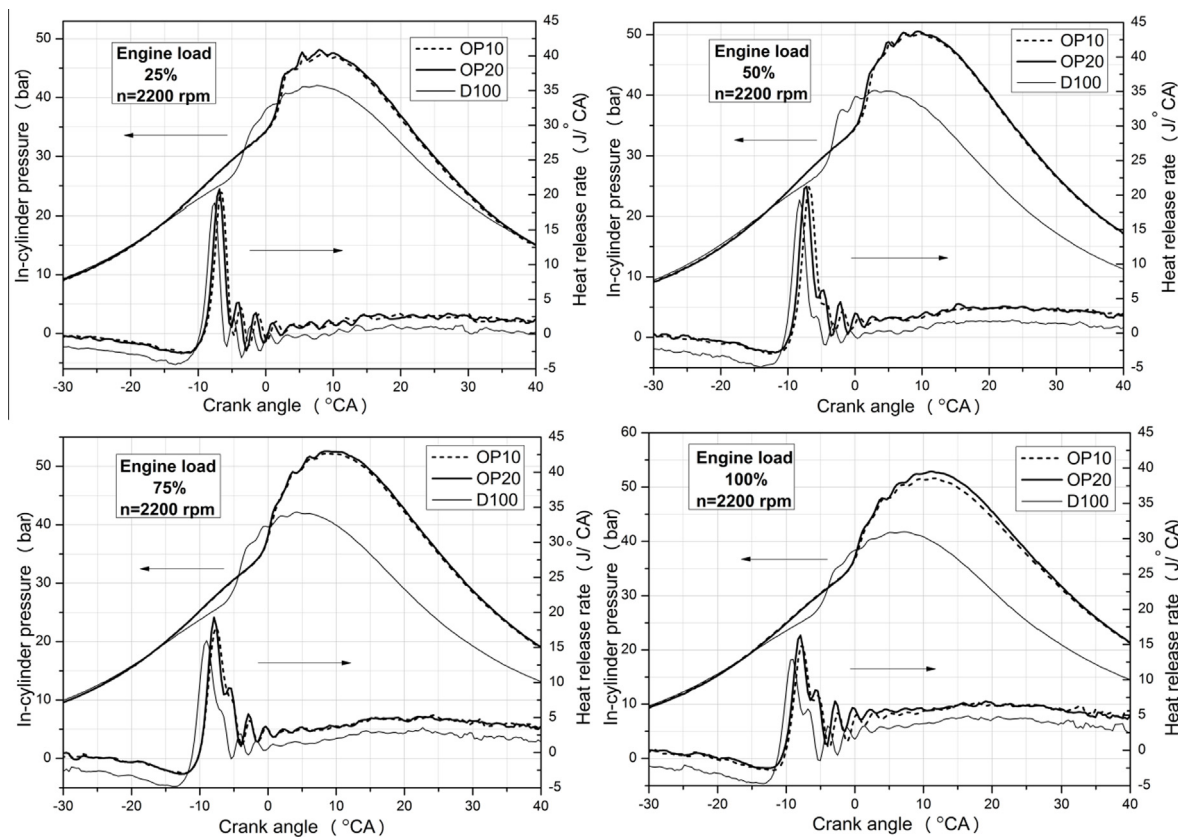 Engine load
25%
n=2200 rpm
OP10
OP20
D100
In-cylinder pressure (bar)
50
40
30
20
10
0
Heat release rate (J/°CA)
45
40
35
30
25
20
15
10
5
0
-5
-30 -20 -10 0 10 20 30 40
Crank angle (°CA)
Engine load
50%
n=2200 rpm
OP10
OP20
D100
In-cylinder pressure (bar)
50
40
30
20
10
0
Heat release rate (J/°CA)
45
40
35
30
25
20
15
10
5
0
-5
-30 -20 -10 0 10 20 30 40
Crank angle (°CA)
Engine load
75%
n=2200 rpm
OP10
OP20
D100
In-cylinder pressure (bar)
50
40
30
20
10
0
Heat release rate (J/°CA)
45
40
35
30
25
20
15
10
5
0
-5
-30 -20 -10 0 10 20 30 40
Crank angle (°CA)
Engine load
100%
n=2200 rpm
OP10
OP20
D100
In-cylinder pressure (bar)
60
50
40
30
20
10
0
Heat release rate (J/°CA)
45
40
35
30
25
20
15
10
5
0
-5
-30 -20 -10 0 10 20 30 40
Crank angle (°CA)